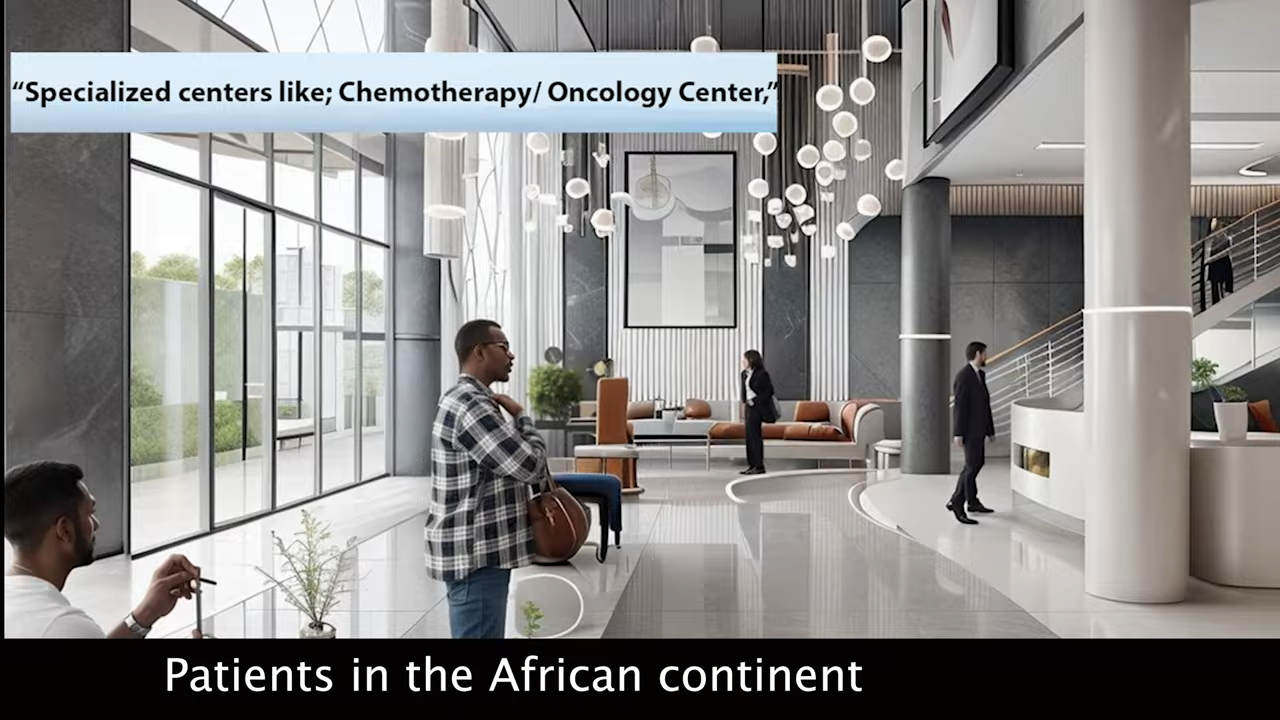 “Specialized centers like; Chemotherapy/ Oncology Center,”
Patients in the African continent